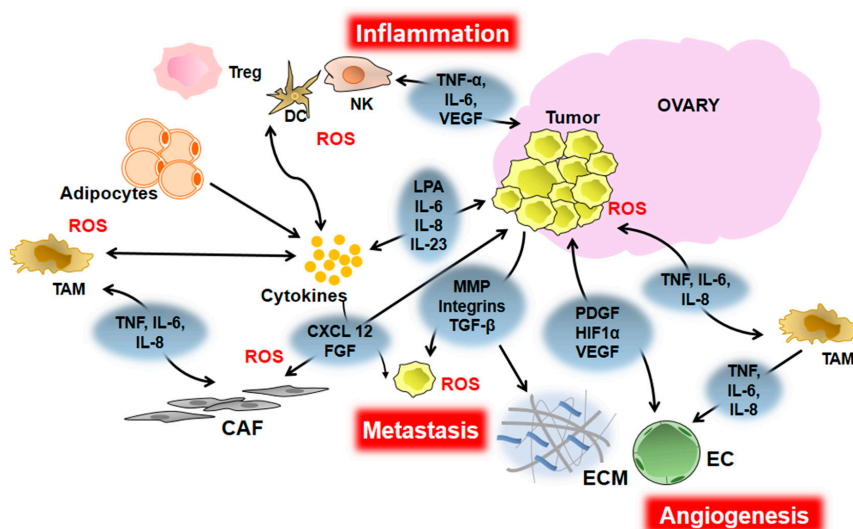 Inflammation
Treg
DC
NK
TNF-α,
IL-6,
VEGF
OVARY
Tumor
ROS
Adipocytes
LPA
IL-6
IL-8
IL-23
ROS
ROS
TAM
Cytokines
MMP
Integrins
TGF-β
TNF, IL-6,
IL-8
PDGF
HIF1α
VEGF
TNF, IL-6,
IL-8
CXCL 12
FGF
TAM
ROS
ROS
TNF,
IL-6,
IL-8
CAF
Metastasis
ECM
EC
Angiogenesis